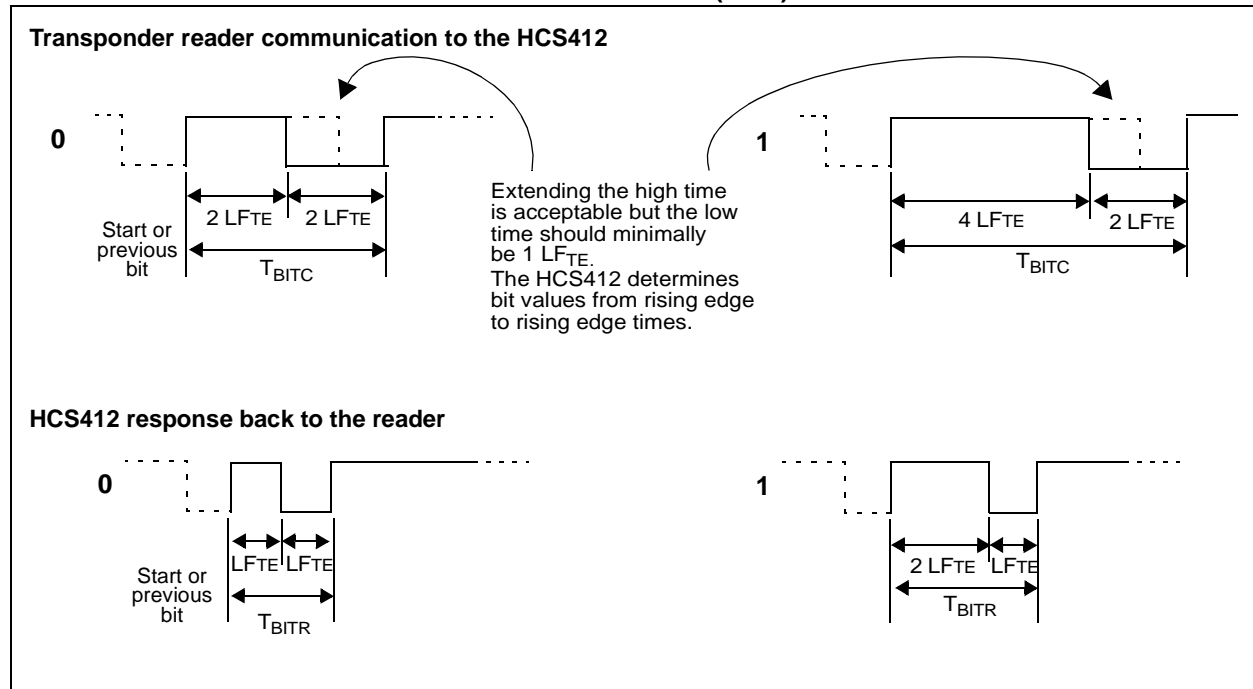 Transponder reader communication to the HCS412
0
1
2 LFTE
2 LFTE
Start or
previous
bit
TBITC
Extending the high time
is acceptable but the low
time should minimally
be 1 LFTE.
The HCS412 determines
bit values from rising edge
to rising edge times.
4 LFTE
2 LFTE
TBITC
HCS412 response back to the reader
0
1
LFTE
LFTE
Start or
previous
bit
TBITR
2 LFTE
LFTE
TBITR